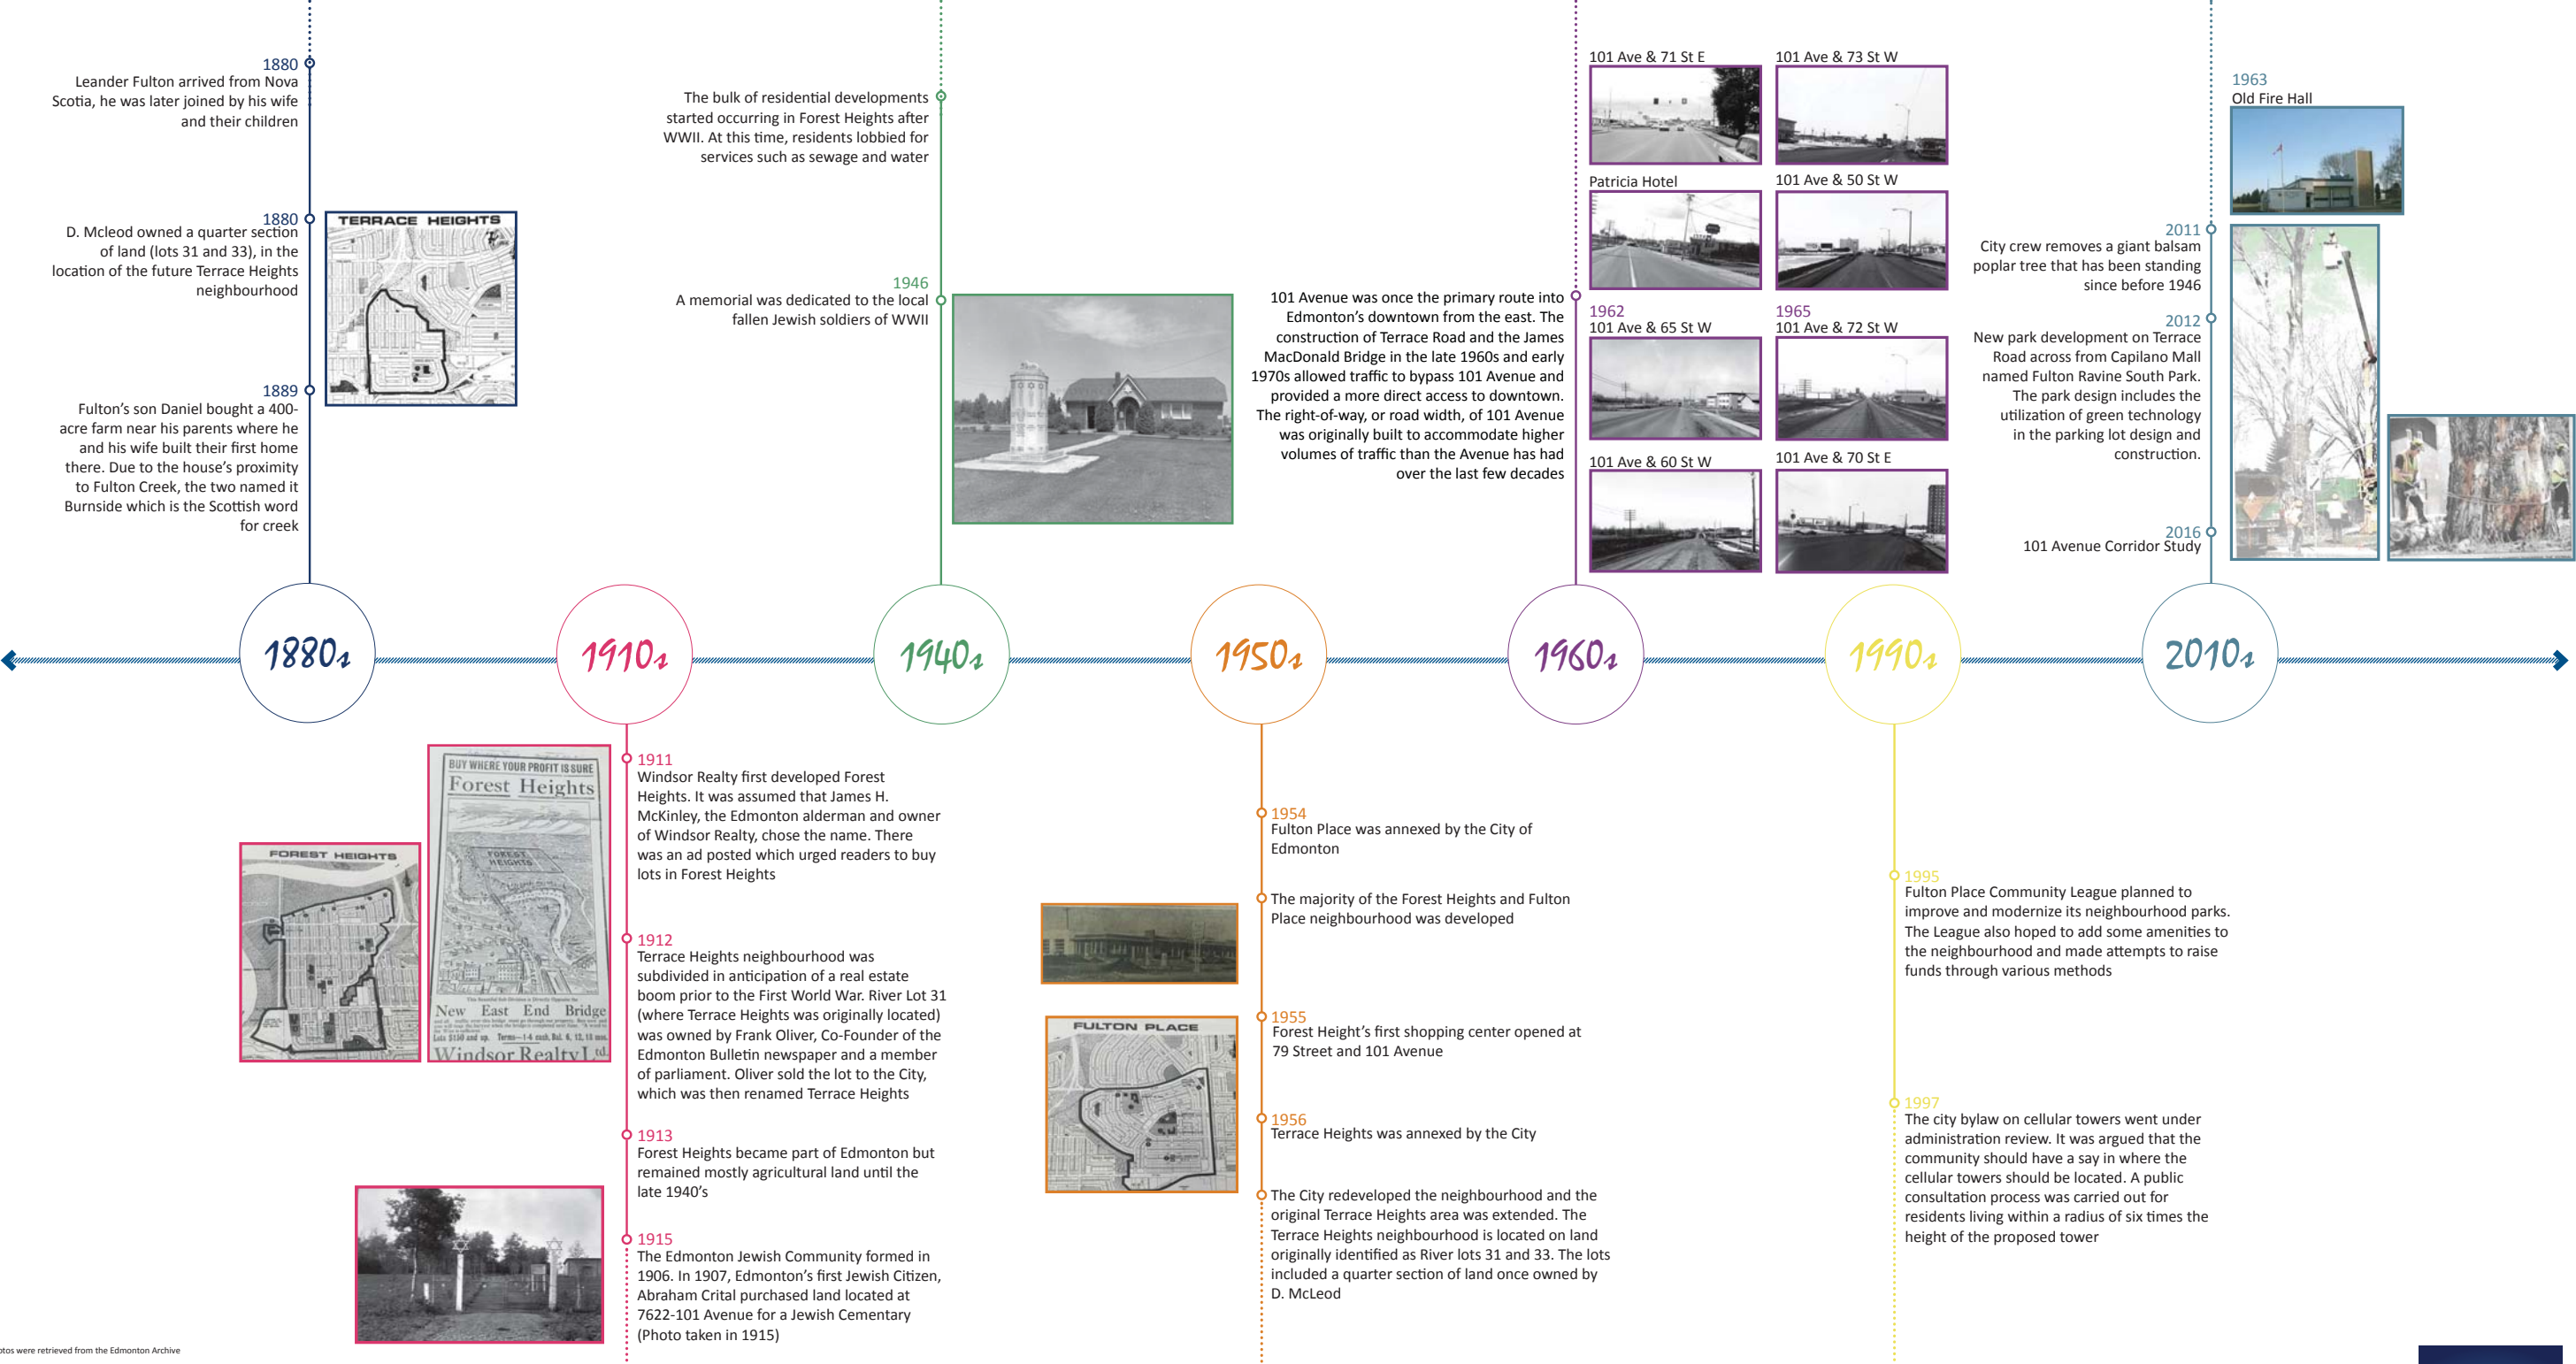 1880
Leander Fulton arrived from Nova
Scotia, he was later joined by his wife
and their children
1880
D. Mcleod owned a quarter section
of land (lots 31 and 33), in the
location of the future Terrace Heights
neighbourhood
TERRACE HEIGHTS
1889
Fulton's son Daniel bought a 400-
acre farm near his parents where he
and his wife built their first home
there. Due to the house's proximity
to Fulton Creek, the two named it
Burnside which is the Scottish word
for creek
The bulk of residential developments
started occurring in Forest Heights after
WWII. At this time, residents lobbied for
services such as sewage and water
1946
A memorial was dedicated to the local
fallen Jewish soldiers of WWII
101 Avenue was once the primary route into
Edmonton's downtown from the east. The
construction of Terrace Road and the James
MacDonald Bridge in the late 1960s and early
1970s allowed traffic to bypass 101 Avenue and
provided a more direct access to downtown.
The right-of-way, or road width, of 101 Avenue
was originally built to accommodate higher
volumes of traffic than the Avenue has had
over the last few decades
101 Ave & 71 St E
101 Ave & 73 St W
Patricia Hotel
101 Ave & 50 St W
1962
101 Ave & 65 St W
1965
101 Ave & 72 St W
101 Ave & 60 St W
101 Ave & 70 St E
1963
Old Fire Hall
2011
City crew removes a giant balsam
poplar tree that has been standing
since before 1946
2012
New park development on Terrace
Road across from Capilano Mall
named Fulton Ravine South Park.
The park design includes the
utilization of green technology
in the parking lot design and
construction.
2016
101 Avenue Corridor Study
1880s
1910s
1940s
1950s
1960s
1990s
2010s
FOREST HEIGHTS
BUY WHERE YOUR PROFIT IS SURE
Forest Heights
FOREST
HEIGHTS
This Beautiful Sub-Division is Directly Opposite the
New East End Bridge
Lots $150 and up. Terms—1-4 cash, Bal. 6, 12, 18 mos.
Windsor Realty Ltd.
1911
Windsor Realty first developed Forest
Heights. It was assumed that James H.
McKinley, the Edmonton alderman and owner
of Windsor Realty, chose the name. There
was an ad posted which urged readers to buy
lots in Forest Heights
1912
Terrace Heights neighbourhood was
subdivided in anticipation of a real estate
boom prior to the First World War. River Lot 31
(where Terrace Heights was originally located)
was owned by Frank Oliver, Co-Founder of the
Edmonton Bulletin newspaper and a member
of parliament. Oliver sold the lot to the City,
which was then renamed Terrace Heights
1913
Forest Heights became part of Edmonton but
remained mostly agricultural land until the
late 1940's
1915
The Edmonton Jewish Community formed in
1906. In 1907, Edmonton's first Jewish Citizen,
Abraham Crital purchased land located at
7622-101 Avenue for a Jewish Cementary
(Photo taken in 1915)
1954
Fulton Place was annexed by the City of
Edmonton
The majority of the Forest Heights and Fulton
Place neighbourhood was developed
1955
Forest Height's first shopping center opened at
79 Street and 101 Avenue
FULTON PLACE
1956
Terrace Heights was annexed by the City
The City redeveloped the neighbourhood and the
original Terrace Heights area was extended. The
Terrace Heights neighbourhood is located on land
originally identified as River lots 31 and 33. The lots
included a quarter section of land once owned by
D. McLeod
1995
Fulton Place Community League planned to
improve and modernize its neighbourhood parks.
The League also hoped to add some amenities to
the neighbourhood and made attempts to raise
funds through various methods
1997
The city bylaw on cellular towers went under
administration review. It was argued that the
community should have a say in where the
cellular towers should be located. A public
consultation process was carried out for
residents living within a radius of six times the
height of the proposed tower
were retrieved from the Edmonton Archive